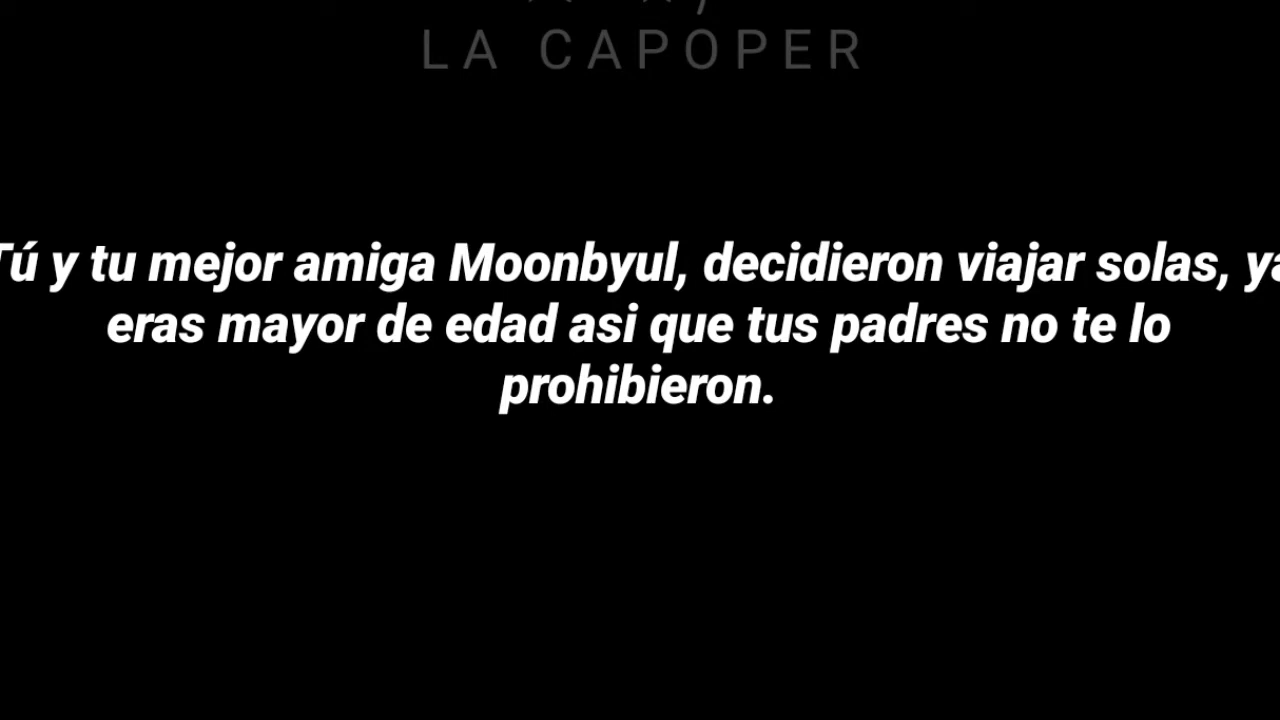 LA CAPOPER
Tú y tu mejor amiga Moonbyul, decidieron viajar solas, ya
eras mayor de edad asi que tus padres no te lo
prohibieron.